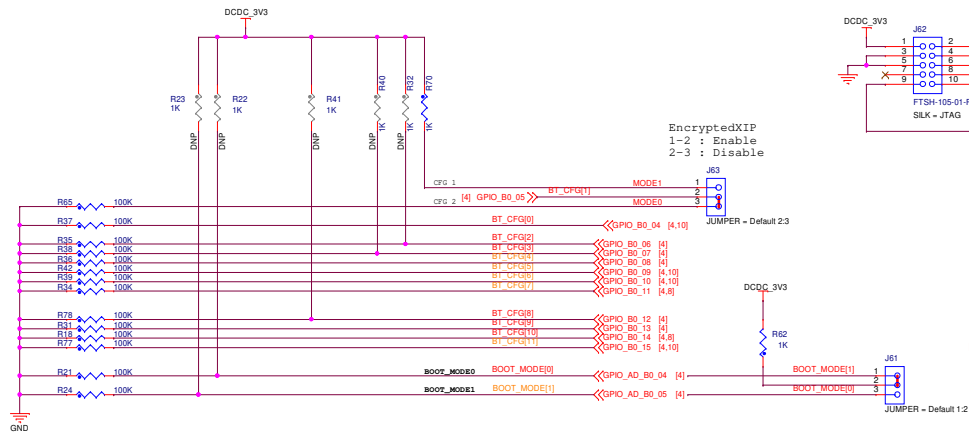 DCDC_3V3
DCDC_3V3
J62
1 2
3 4
5 6
7 8
9 10
FTSH-105-01-F
SILK = JTAG
R23
1K
DNP
R22
1K
DNP
R41
1K
DNP
R40
1K
DNP
R32
1K
DNP
R70
1K
EncryptedXIP
1-2 : Enable
2-3 : Disable
J63
CFG 1
MODE1
1
[4] GPIO_B0_05
BT_CFG[1]
2
R65 100K
CFG 2
MODE0
3
JUMPER = Default 2:3
R37 100K BT_CFG[0] GPIO_B0_04 [4,10]
R35 100K BT_CFG[2] GPIO_B0_06 [4]
R38 100K BT_CFG[3] GPIO_B0_07 [4]
R36 100K BT_CFG[4] GPIO_B0_08 [4]
R42 100K BT_CFG[5] GPIO_B0_09 [4,10]
R39 100K BT_CFG[6] GPIO_B0_10 [4,10]
R34 100K BT_CFG[7] GPIO_B0_11 [4,8]
R78 100K BT_CFG[8] GPIO_B0_12 [4]
R31 100K BT_CFG[9] GPIO_B0_13 [4]
R18 100K BT_CFG[10] GPIO_B0_14 [4,8]
R77 100K BT_CFG[11] GPIO_B0_15 [4,10]
DCDC_3V3
R62
1K
J61
R21 100K BOOT_MODE0 BOOT_MODE[0] GPIO_AD_B0_04 [4] BOOT_MODE[1] 1
2
R24 100K BOOT_MODE1 BOOT_MODE[1] GPIO_AD_B0_05 [4] BOOT_MODE[0] 3
JUMPER = Default 1:2
GND